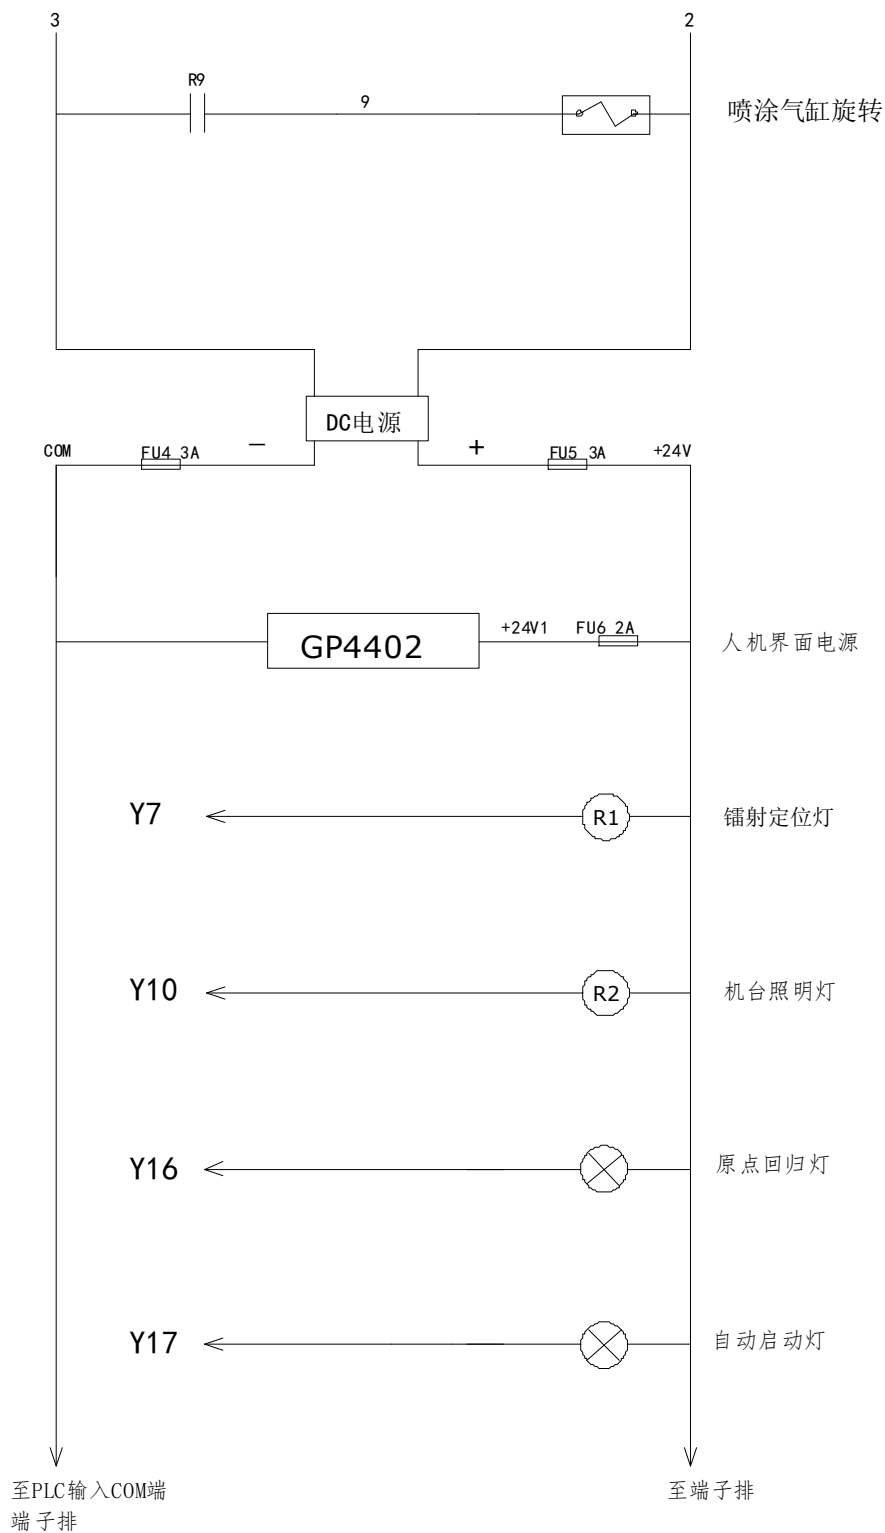 3
2
R9
9
喷涂气缸旋转
DC电源
COM
FU4 3A
−
+
FU5 3A
+24V
GP4402
+24V1
FU6 2A
人机界面电源
Y7
R1
镭射定位灯
Y10
R2
机台照明灯
Y16
原点回归灯
Y17
自动启动灯
至PLC输入COM端
端子排
至端子排